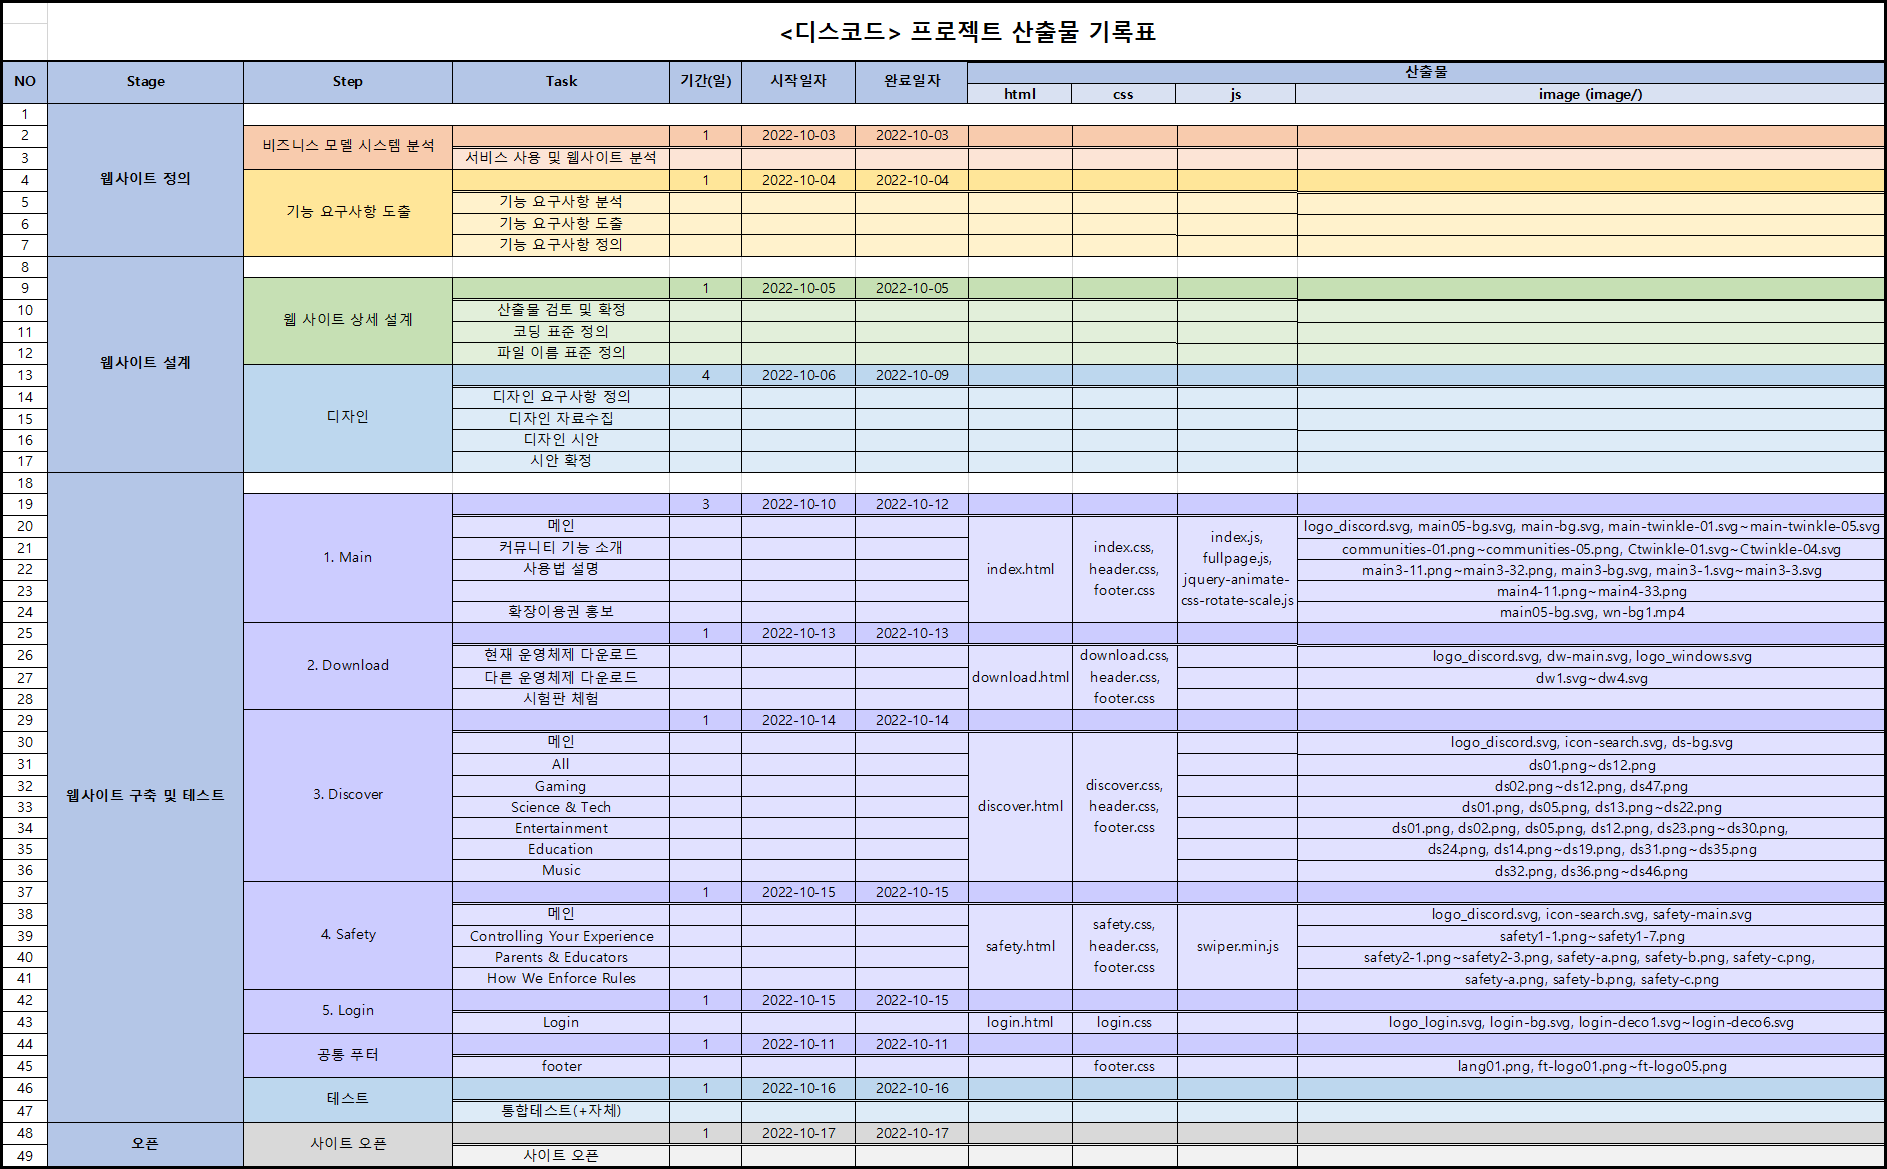 <디스코드> 프로젝트 산출물 기록표
NO Stage Step Task 기간(일) 시작일자 완료일자 산출물
html css js image (image/)
1
2 비즈니스 모델 시스템 분석 1 2022-10-03 2022-10-03
3 서비스 사용 및 웹사이트 분석
웹사이트 정의
4 1 2022-10-04 2022-10-04
5 기능 요구사항 도출 기능 요구사항 분석
6 기능 요구사항 도출
7 기능 요구사항 정의
8
9 1 2022-10-05 2022-10-05
10 웹 사이트 상세 설계 산출물 검토 및 확정
11 코딩 표준 정의
12 파일 이름 표준 정의
웹사이트 설계
13 4 2022-10-06 2022-10-09
14 디자인 요구사항 정의
15 디자인 디자인 자료수집
16 디자인 시안
17 시안 확정
18
19 3 2022-10-10 2022-10-12
20 메인 logo_discord.svg, main05-bg.svg, main-bg.svg, main-twinkle-01.svg~main-twinkle-05.svg
21 1. Main 커뮤니티 기능 소개 communities-01.png~communities-05.png, Ctwinkle-01.svg~Ctwinkle-04.svg
22 사용법 설명 main3-11.png~main3-32.png, main3-bg.svg, main3-1.svg~main3-3.svg
23 main4-11.png~main4-33.png
24 확장이용권 홍보 main05-bg.svg, wn-bg1.mp4
index.html
index.css,
header.css,
footer.css
index.js,
fullpage.js,
jquery-animate-
css-rotate-scale.js
25 1 2022-10-13 2022-10-13
26 2. Download 현재 운영체제 다운로드 download.css, logo_discord.svg, dw-main.svg, logo_windows.svg
27 다른 운영체제 다운로드 download.html header.css, dw1.svg~dw4.svg
28 시험판 체험 footer.css
29 1 2022-10-14 2022-10-14
30 메인 logo_discord.svg, icon-search.svg, ds-bg.svg
31 All ds01.png~ds12.png
32 3. Discover Gaming discover.css, ds02.png~ds12.png, ds47.png
웹사이트 구축 및 테스트
33 Science & Tech discover.html header.css, ds01.png, ds05.png, ds13.png~ds22.png
34 Entertainment footer.css ds01.png, ds02.png, ds05.png, ds12.png, ds23.png~ds30.png,
35 Education ds24.png, ds14.png~ds19.png, ds31.png~ds35.png
36 Music ds32.png, ds36.png~ds46.png
37 1 2022-10-15 2022-10-15
38 메인 safety.css, logo_discord.svg, icon-search.svg, safety-main.svg
39 4. Safety Controlling Your Experience safety.html header.css, swiper.min.js safety1-1.png~safety1-7.png
40 Parents & Educators footer.css safety2-1.png~safety2-3.png, safety-a.png, safety-b.png, safety-c.png,
41 How We Enforce Rules safety-a.png, safety-b.png, safety-c.png
42 5. Login 1 2022-10-15 2022-10-15
43 Login login.html login.css logo_login.svg, login-bg.svg, login-deco1.svg~login-deco6.svg
44 공통 푸터 1 2022-10-11 2022-10-11
45 footer footer.css lang01.png, ft-logo01.png~ft-logo05.png
46 테스트 1 2022-10-16 2022-10-16
47 통합테스트(+자체)
48 오픈 사이트 오픈 1 2022-10-17 2022-10-17
49 사이트 오픈